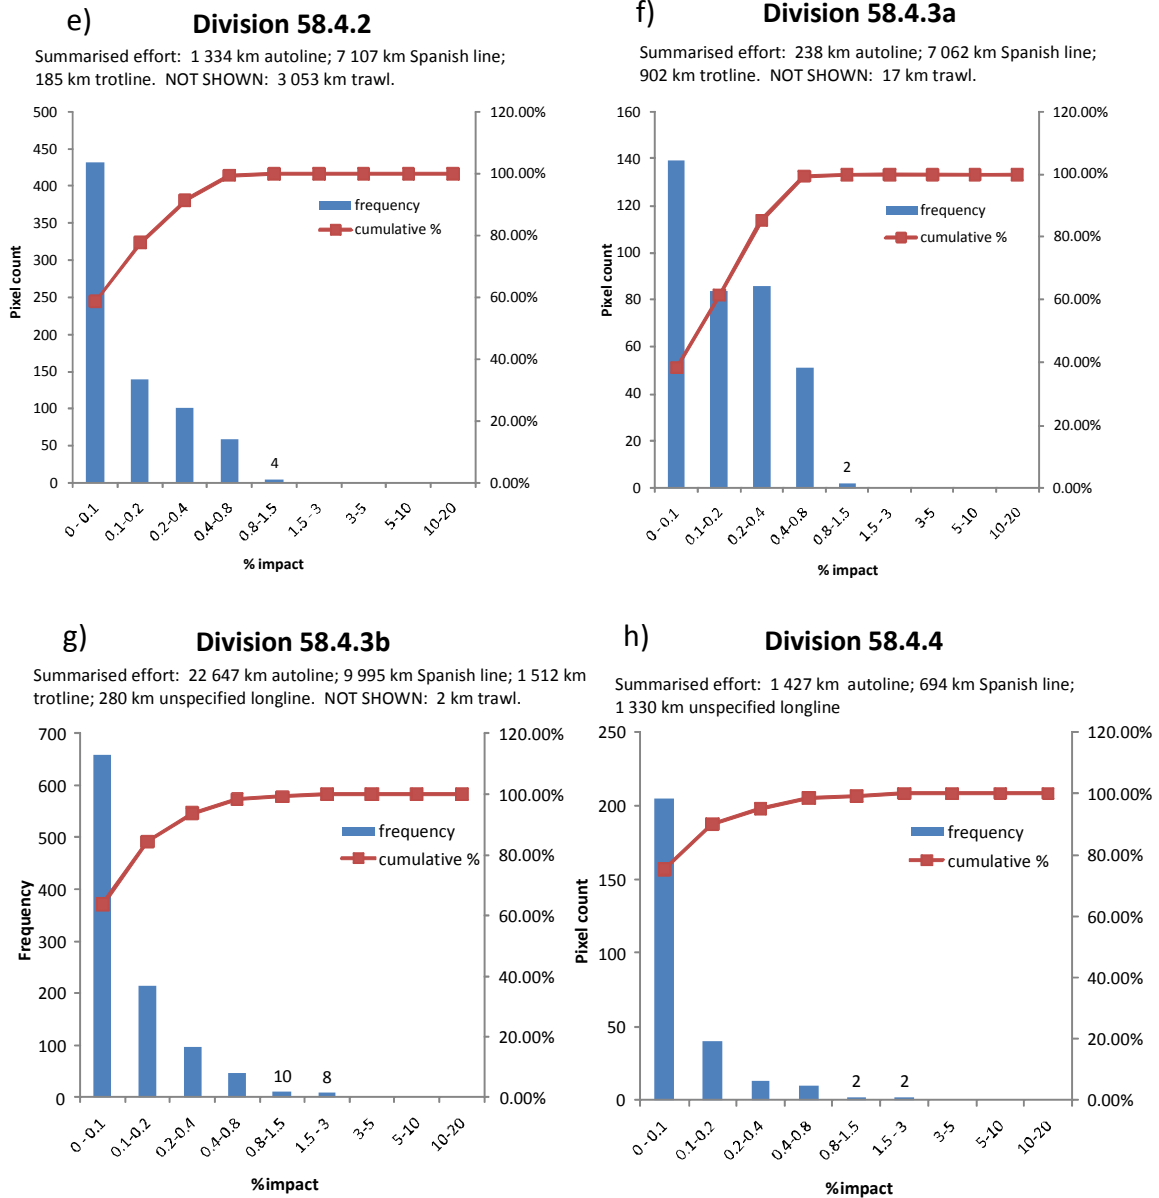 e)
Division 58.4.2
Summarised effort: 1 334 km autoline; 7 107 km Spanish line;
185 km trotline. NOT SHOWN: 3 053 km trawl.
500
450
400
350
300
250
200
150
100
50
0
Pixel count
120.00%
100.00%
80.00%
60.00%
40.00%
20.00%
0.00%
frequency
cumulative %
4
0 - 0.1
0.1-0.2
0.2-0.4
0.4-0.8
0.8-1.5
1.5 - 3
3-5
5-10
10-20
% impact
f)
Division 58.4.3a
Summarised effort: 238 km autoline; 7 062 km Spanish line;
902 km trotline. NOT SHOWN: 17 km trawl.
160
140
120
100
80
60
40
20
0
Pixel count
120.00%
100.00%
80.00%
60.00%
40.00%
20.00%
0.00%
frequency
cumulative %
2
0 - 0.1
0.1-0.2
0.2-0.4
0.4-0.8
0.8-1.5
1.5 - 3
3-5
5-10
10-20
% impact
g)
Division 58.4.3b
Summarised effort: 22 647 km autoline; 9 995 km Spanish line; 1 512 km
trotline; 280 km unspecified longline. NOT SHOWN: 2 km trawl.
700
600
500
400
300
200
100
0
Frequency
120.00%
100.00%
80.00%
60.00%
40.00%
20.00%
0.00%
frequency
cumulative %
10
8
0 - 0.1
0.1-0.2
0.2-0.4
0.4-0.8
0.8-1.5
1.5 - 3
3-5
5-10
10-20
%impact
h)
Division 58.4.4
Summarised effort: 1 427 km autoline; 694 km Spanish line;
1 330 km unspecified longline
250
200
150
100
50
0
Pixel count
120.00%
100.00%
80.00%
60.00%
40.00%
20.00%
0.00%
frequency
cumulative %
2
2
0 - 0.1
0.1-0.2
0.2-0.4
0.4-0.8
0.8-1.5
1.5 - 3
3-5
5-10
10-20
%impact